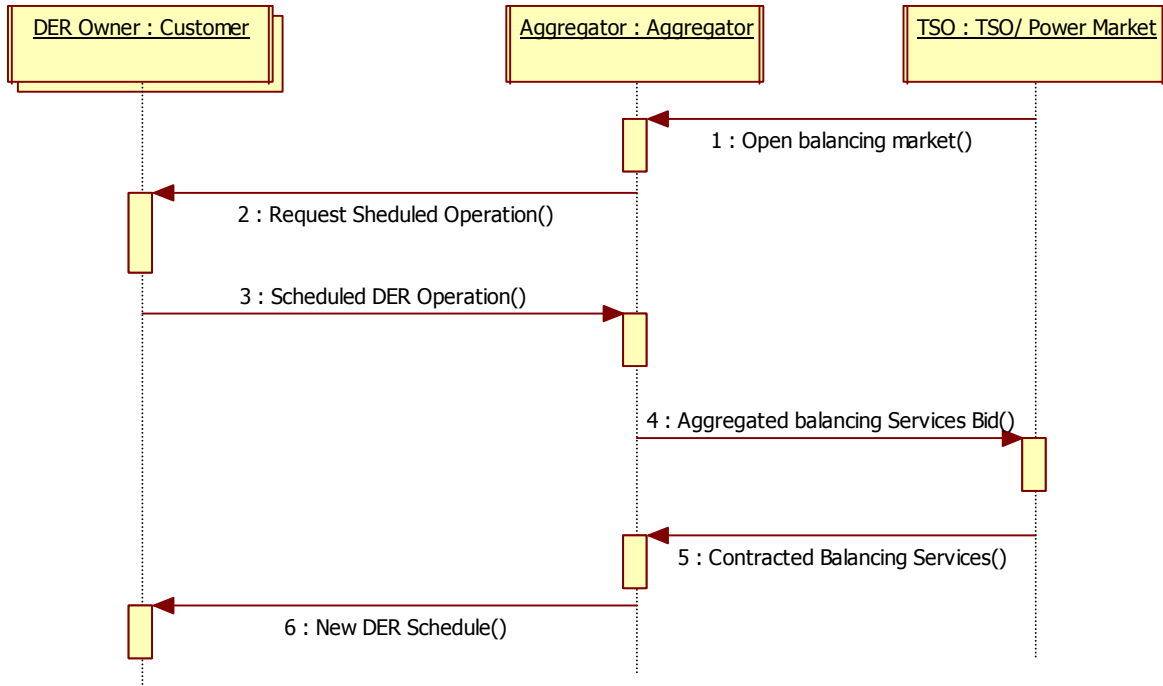 DER Owner : Customer
Aggregator : Aggregator
TSO : TSO/ Power Market
1 : Open balancing market()
2 : Request Sheduled Operation()
3 : Scheduled DER Operation()
4 : Aggregated balancing Services Bid()
5 : Contracted Balancing Services()
6 : New DER Schedule()